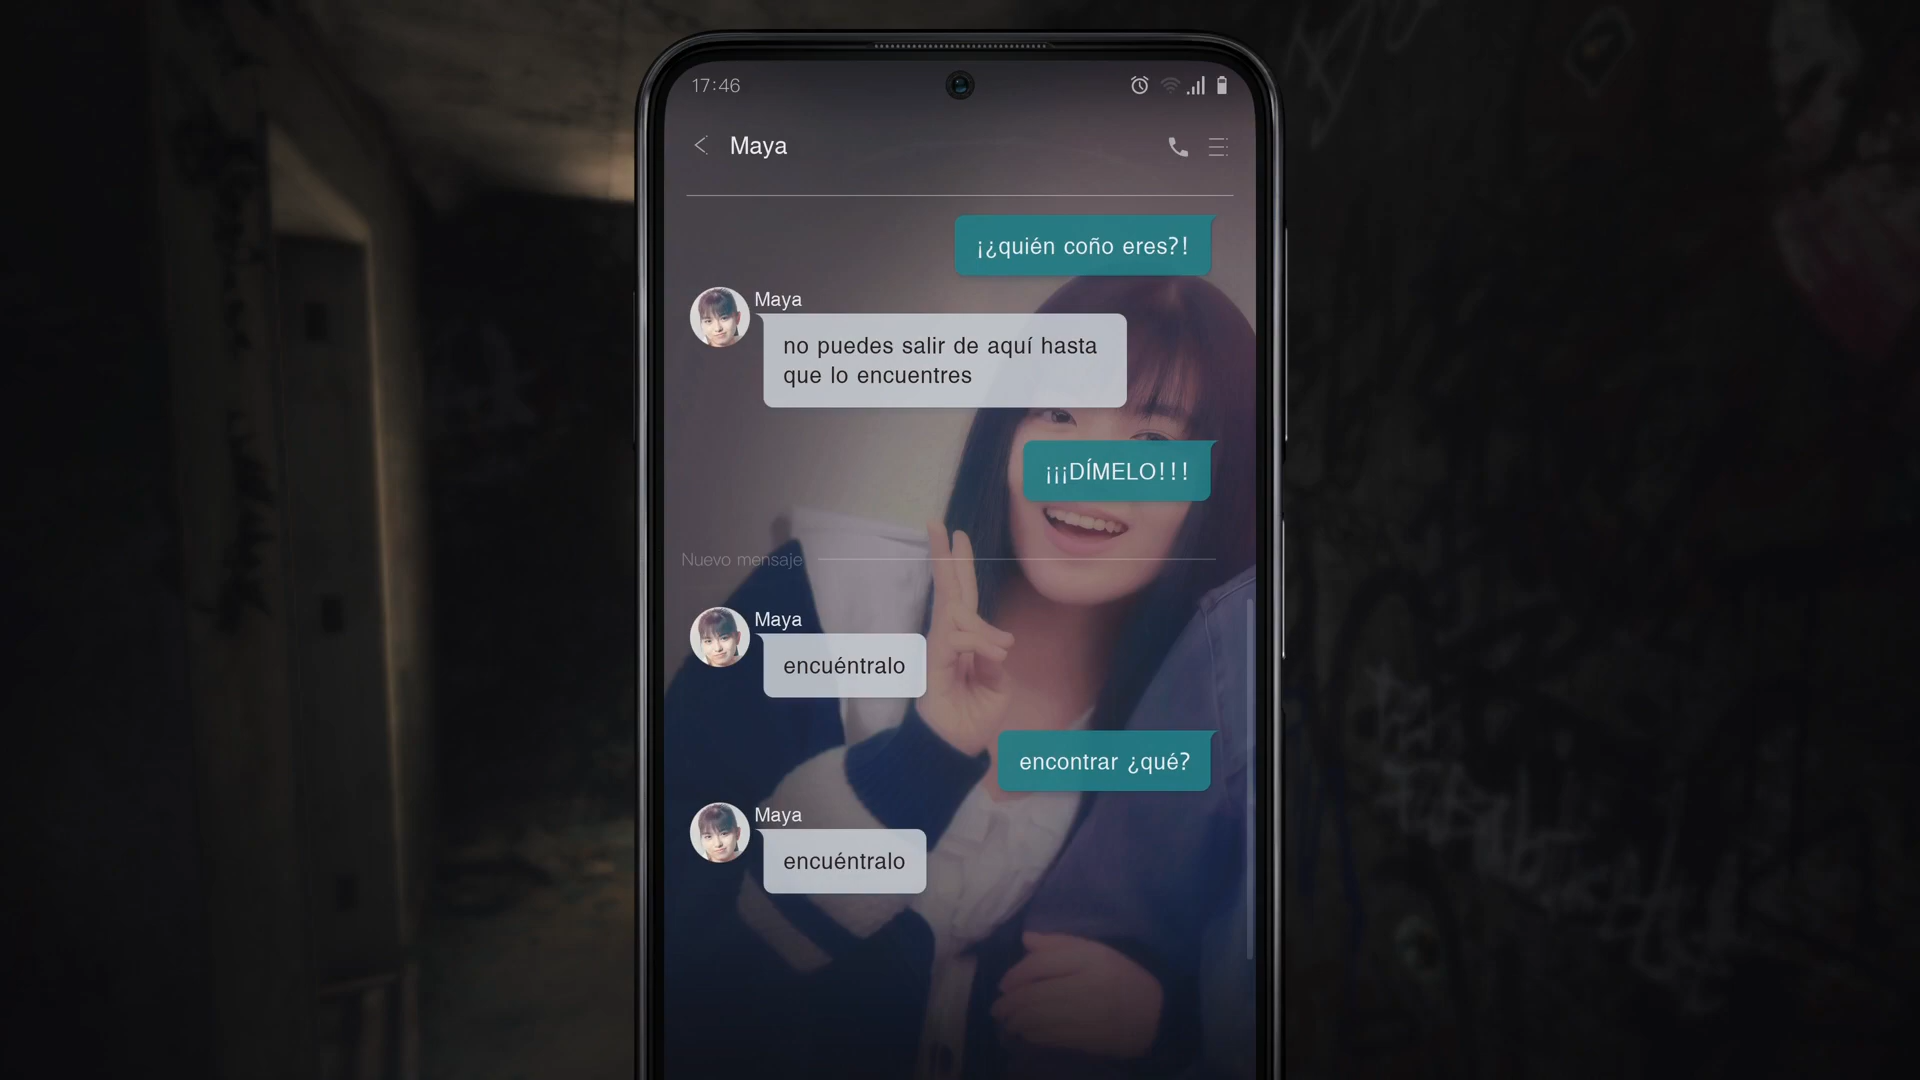 17:46
Maya
¡¿quién coño eres?!
Maya
no puedes salir de aquí hasta
que lo encuentres
¡¡¡DÍMELO!!!
Nuevo mensaje
Maya
encuéntralo
encontrar ¿qué?
Maya
encuéntralo